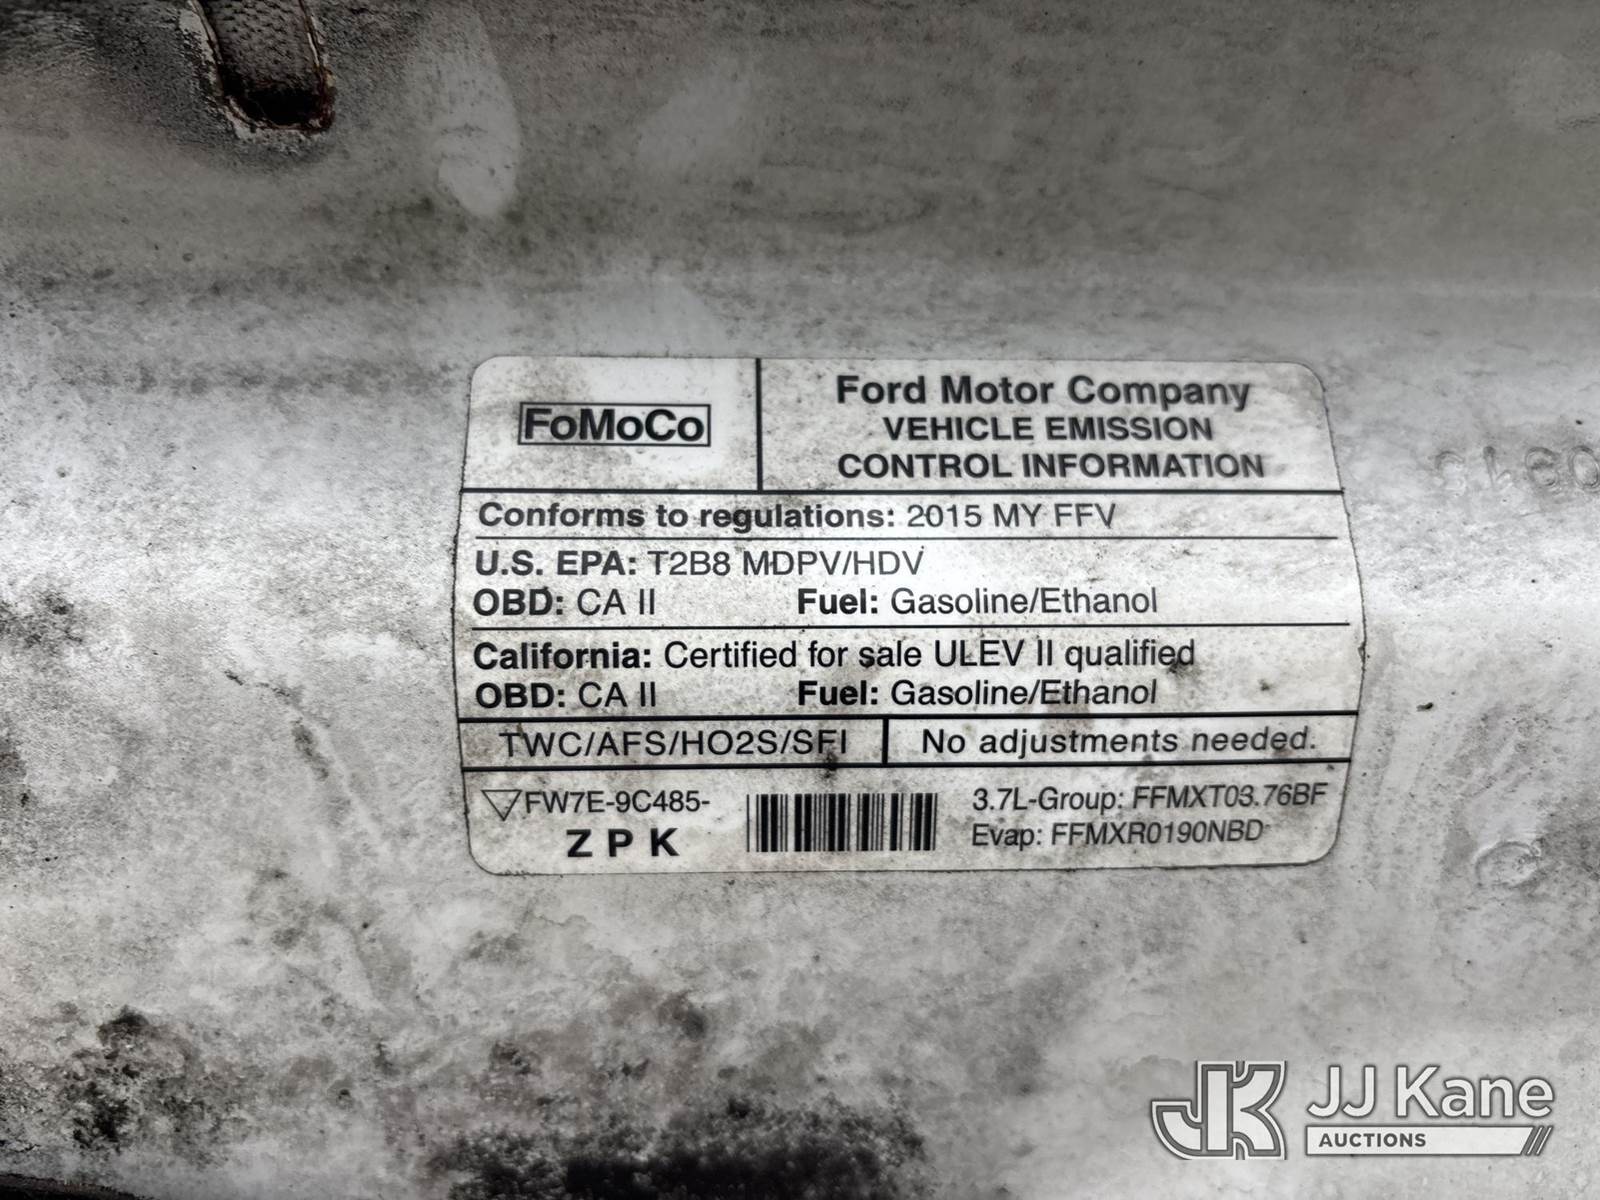 FoMoCo
Ford Motor Company
VEHICLE EMISSION
CONTROL INFORMATION
Conforms to regulations: 2015 MY FFV
U.S. EPA: T2B8 MDPV/HDV
OBD: CA II Fuel: Gasoline/Ethanol
California: Certified for sale ULEV II qualified
OBD: CA II Fuel: Gasoline/Ethanol
TWC/AFS/HO2S/SFI No adjustments needed.
FW7E-9C485-
Z P K
3.7L-Group: FFMXT03.76BF
Evap: FFMXR0190NBD
JK JJ Kane
AUCTIONS